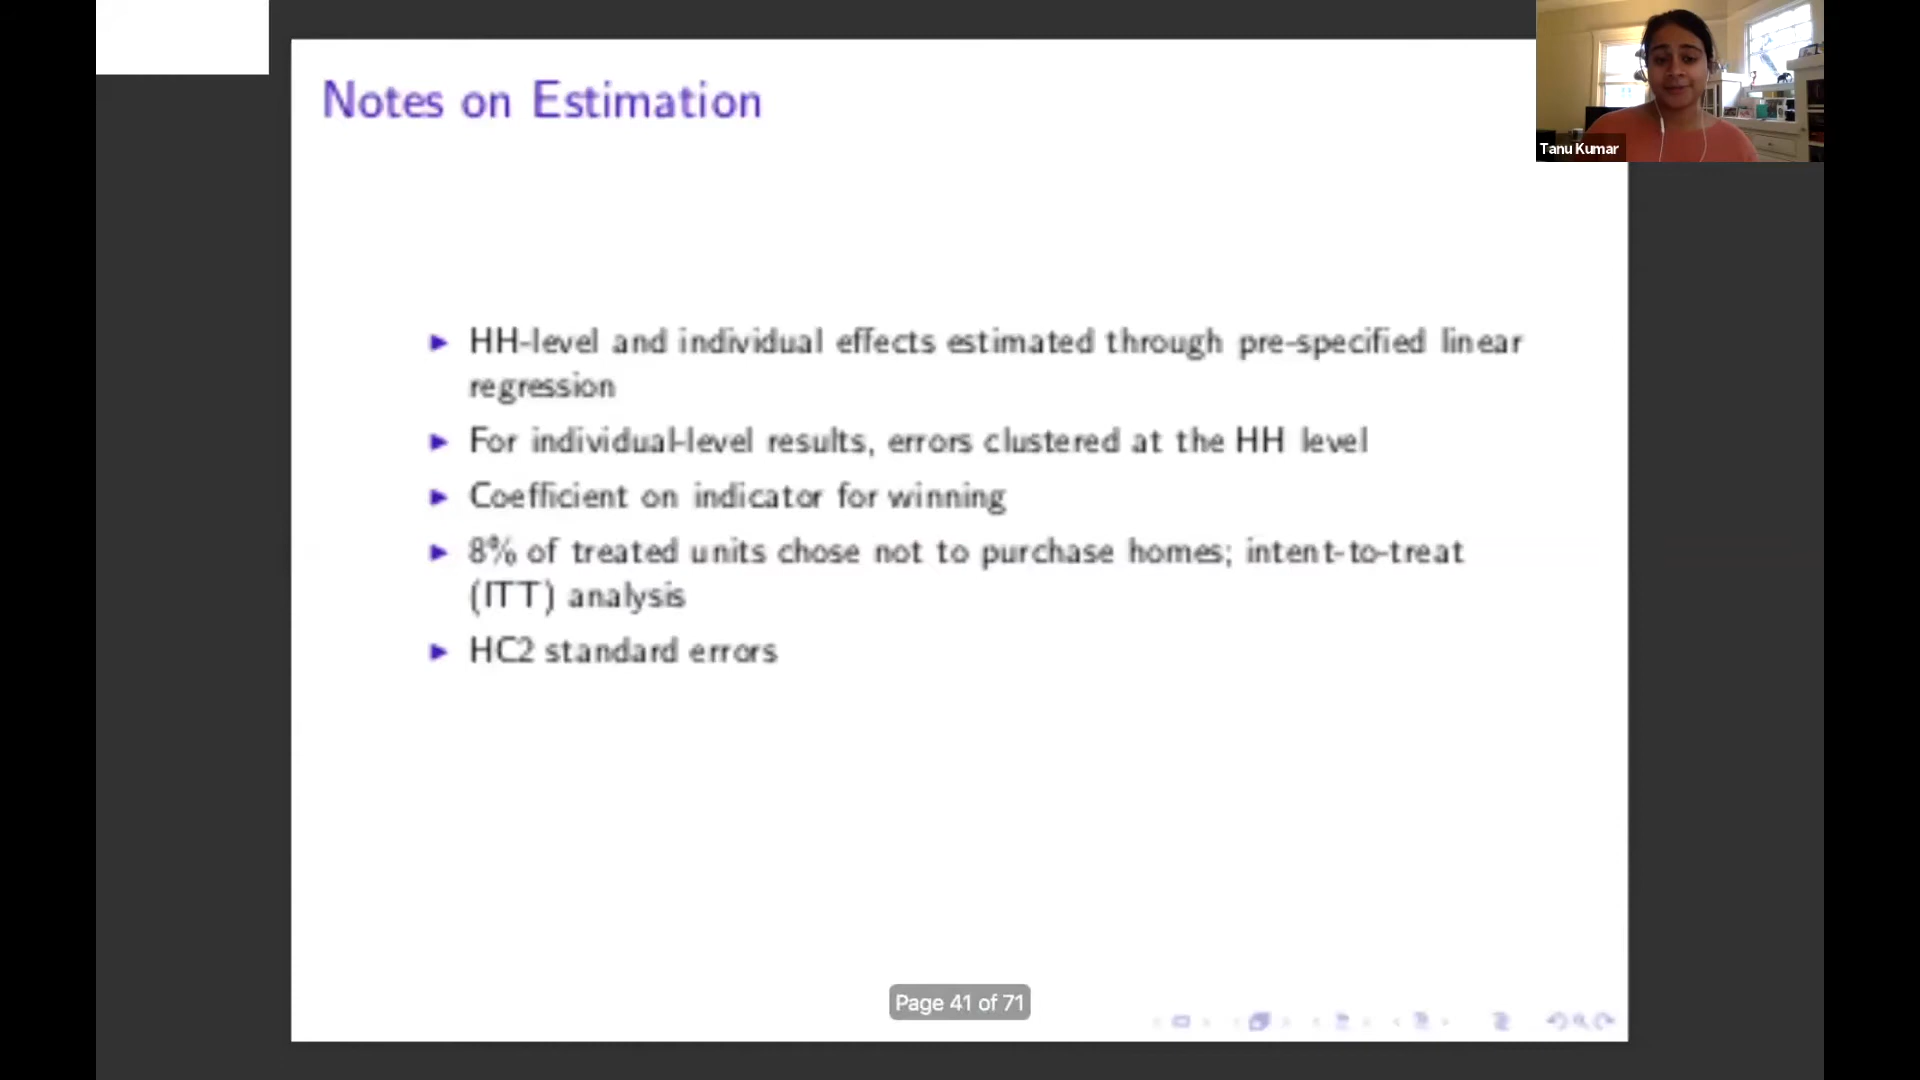 Notes on Estimation
Tanu Kumar
▶ HH-level and individual effects estimated through pre-specified linear
regression
▶ For individual-level results, errors clustered at the HH level
▶ Coefficient on indicator for winning
▶ 8% of treated units chose not to purchase homes; intent-to-treat
(ITT) analysis
▶ HC2 standard errors
Page 41 of 71